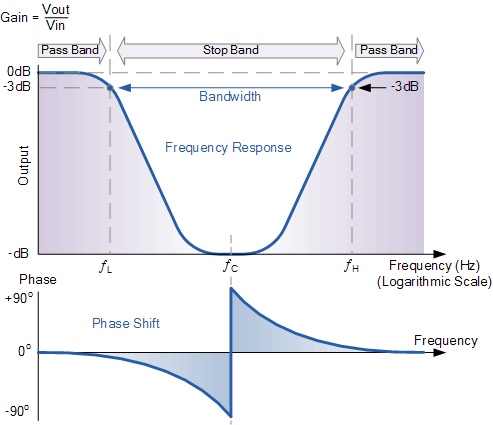 Gain = Vout
Vin
Pass Band
Stop Band
Pass Band
0dB
-3dB
Bandwidth
-3dB
Frequency Response
Output
-dB
fL
fC
fH
Frequency (Hz)
(Logarithmic Scale)
Phase
+90°
Phase Shift
Frequency
0°
-90°